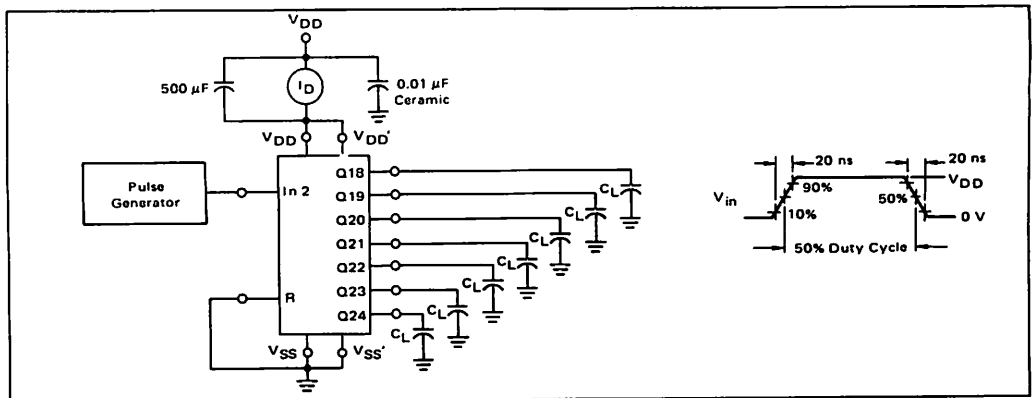 VDD
500 µF
ID
0.01 µF
Ceramic
VDD
VDD'
Pulse
Generator
In 2
R
Q18
Q19
Q20
Q21
Q22
Q23
Q24
CL
CL
CL
CL
CL
CL
CL
VSS
VSS'
20 ns
20 ns
Vin
90%
10%
50%
VDD
0 V
50% Duty Cycle